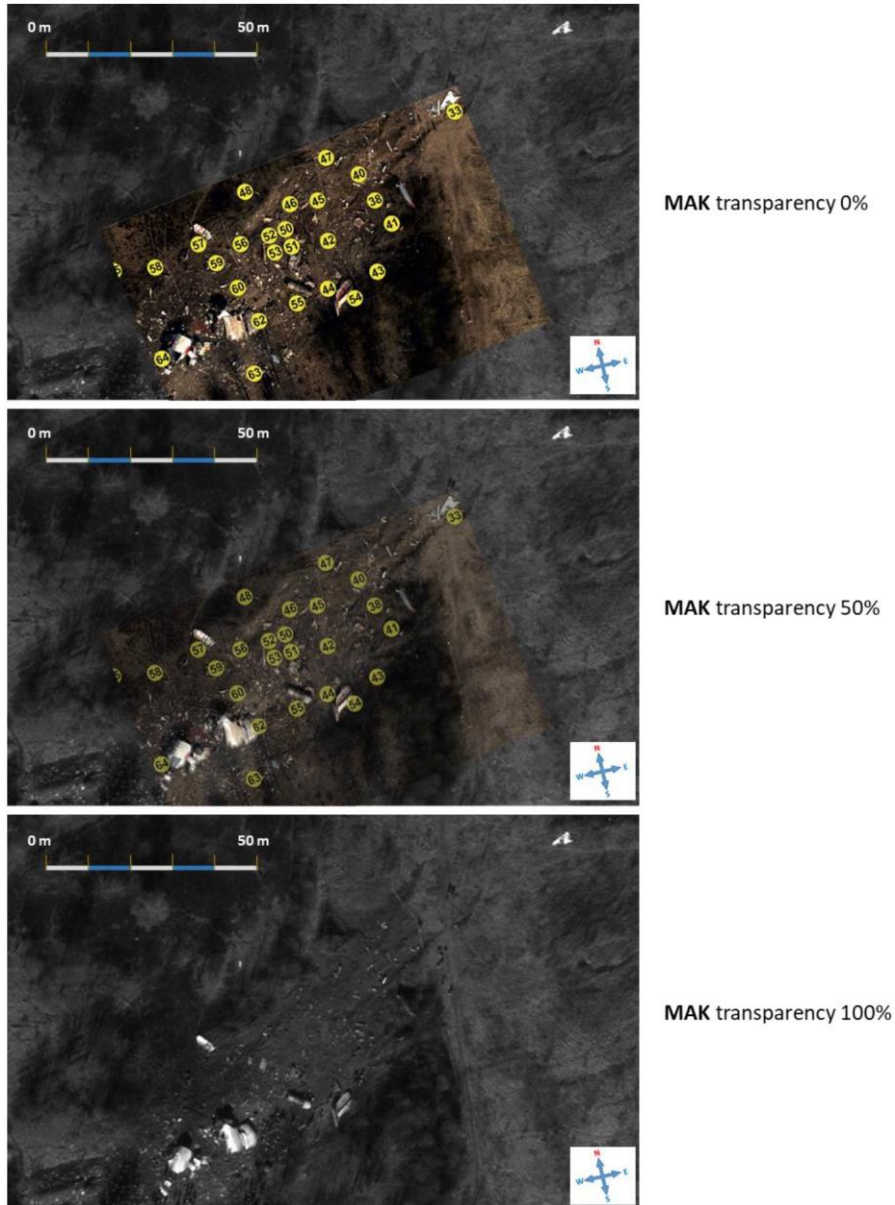 0 m 50 m
33
47
40
48
46 45 38
41
52 50
57 56 51 42
53
58 59 43
60 44
55 54
62
64
63
N
W E
S
MAK transparency 0%
0 m 50 m
33
47
40
48
46 45 38
41
52 50
57 56 51 42
53
58 59 43
60 44
55 54
62
64
63
N
W E
S
MAK transparency 50%
0 m 50 m
N
W E
S
MAK transparency 100%